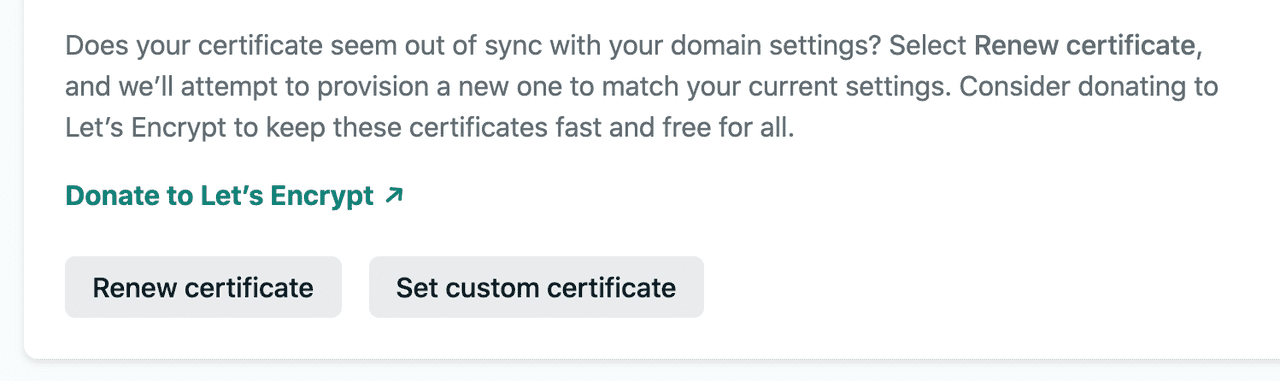 Does your certificate seem out of sync with your domain settings? Select Renew certificate,
and we’ll attempt to provision a new one to match your current settings. Consider donating to
Let’s Encrypt to keep these certificates fast and free for all.
Donate to Let’s Encrypt ↗
Renew certificate
Set custom certificate